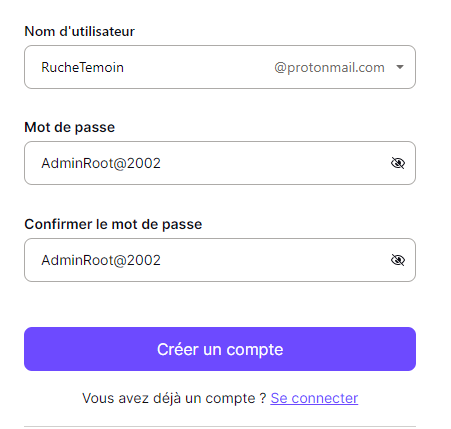 Nom d'utilisateur
RucheTemoin @protonmail.com
Mot de passe
AdminRoot@2002
Confirmer le mot de passe
AdminRoot@2002
Créer un compte
Vous avez déjà un compte ? Se connecter